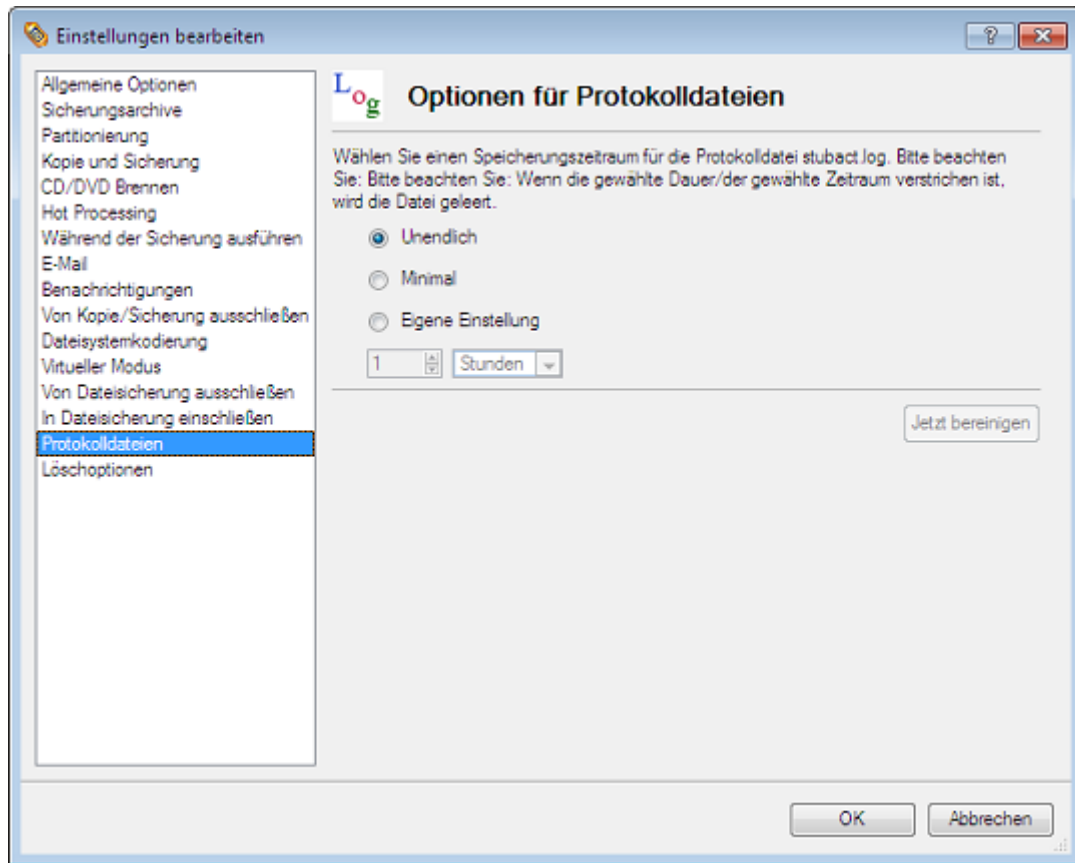 Einstellungen bearbeiten
Allgemeine Optionen
Sicherungsarchive
Partitionierung
Kopie und Sicherung
CD/DVD Brennen
Hot Processing
Während der Sicherung ausführen
E-Mail
Benachrichtigungen
Von Kopie/Sicherung ausschließen
Dateisystemkodierung
Virtueller Modus
Von Dateisicherung ausschließen
In Dateisicherung einschließen
Protokolldateien
Löschoptionen
Log
Optionen für Protokolldateien
Wählen Sie einen Speicherungszeitraum für die Protokolldatei stubact.log. Bitte beachten
Sie: Bitte beachten Sie: Wenn die gewählte Dauer/der gewählte Zeitraum verstrichen ist,
wird die Datei geleert.
Unendlich
Minimal
Eigene Einstellung
1 Stunden
Jetzt bereinigen
OK Abbrechen